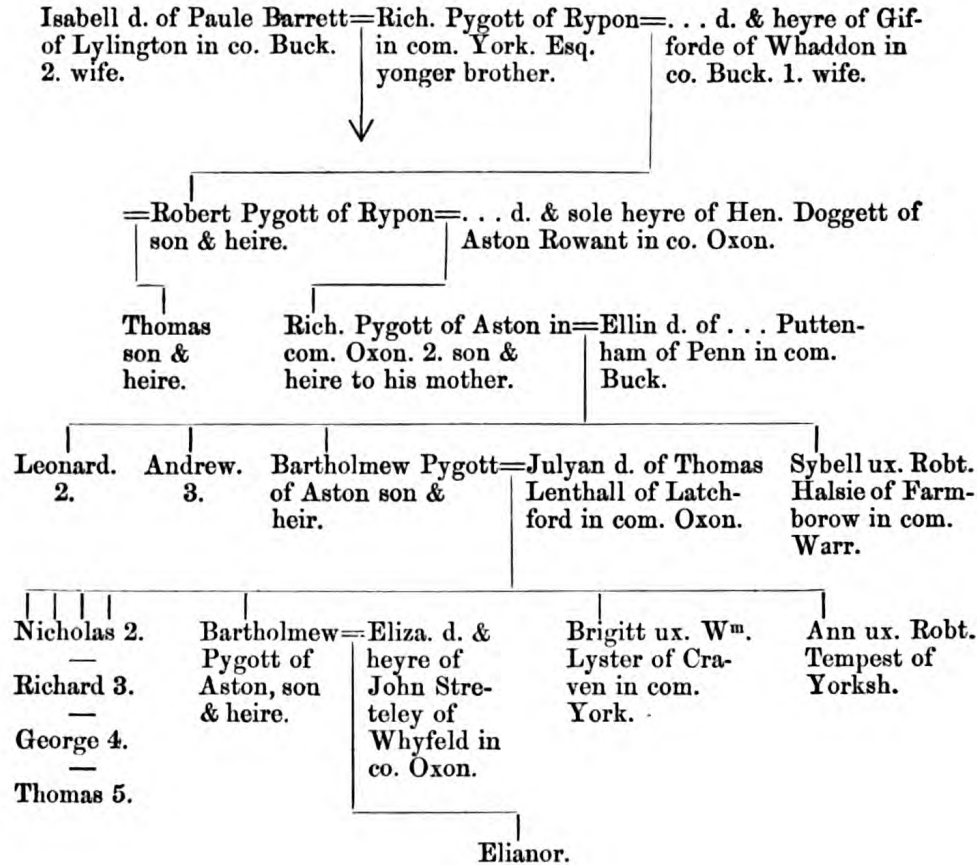 Isabell d. of Paule Barrett=Rich. Pygott of Rypon=. . . d. & heyre of Gif-
of Lylington in co. Buck. in com. York. Esq. forde of Whaddon in
2. wife. yonger brother. co. Buck. 1. wife.
=Robert Pygott of Rypon=. . . d. & sole heyre of Hen. Doggett of
son & heire. Aston Rowant in co. Oxon.
Thomas
son &
heire.
Rich. Pygott of Aston in=Ellin d. of . . . Putten-
com. Oxon. 2. son & ham of Penn in com.
heire to his mother. Buck.
Leonard.
2.
Andrew.
3.
Bartholmew Pygott=Julyan d. of Thomas
of Aston son & Lenthall of Latch-
heir. ford in com. Oxon.
Sybell ux. Robt.
Halsie of Farm-
borow in com.
Warr.
Nicholas 2.
—
Richard 3.
—
George 4.
—
Thomas 5.
Bartholmew=Eliza. d. &
Pygott of heyre of
Aston, son John Stre-
& heire. teley of
Whyfeld in
co. Oxon.
Brigitt ux. Wm.
Lyster of Cra-
ven in com.
York.
Ann ux. Robt.
Tempest of
Yorksh.
Elianor.